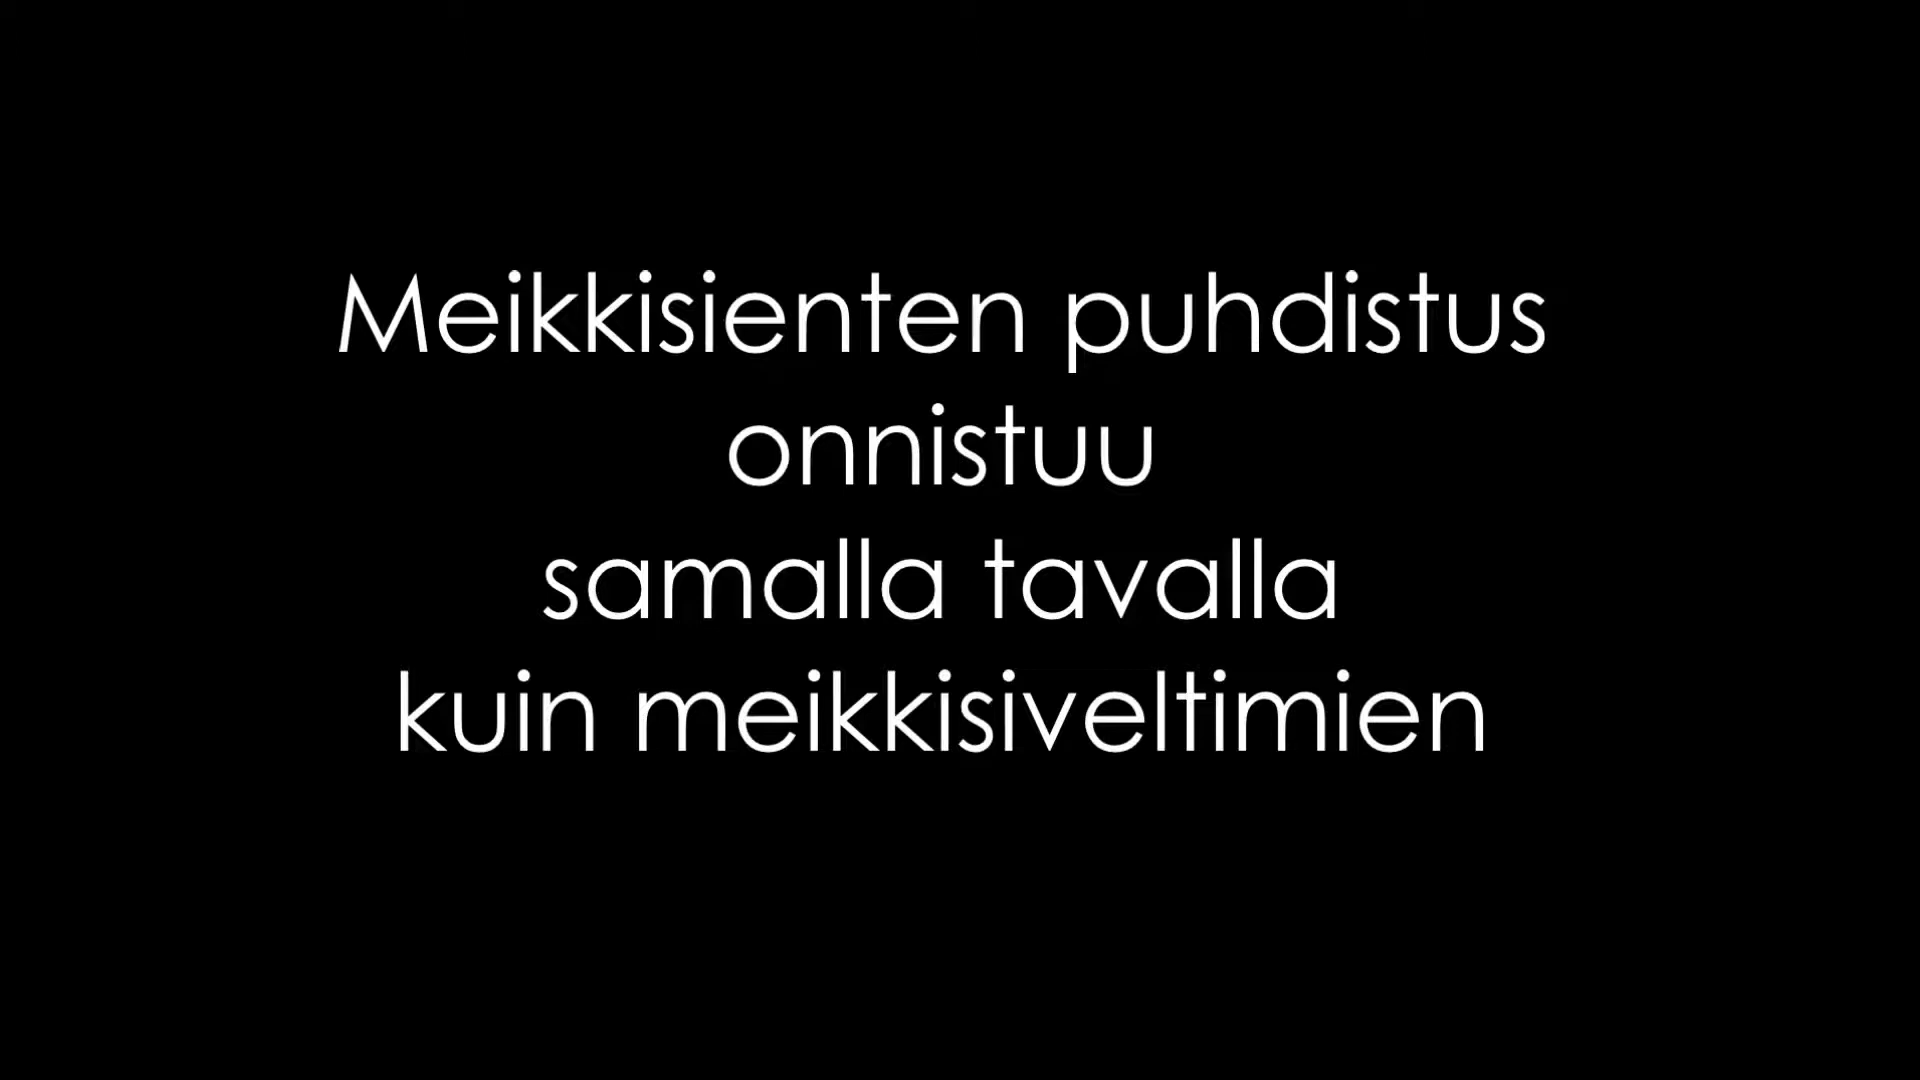 Meikkisienten puhdistus
onnistuu
samalla tavalla
kuin meikkisiveltimien